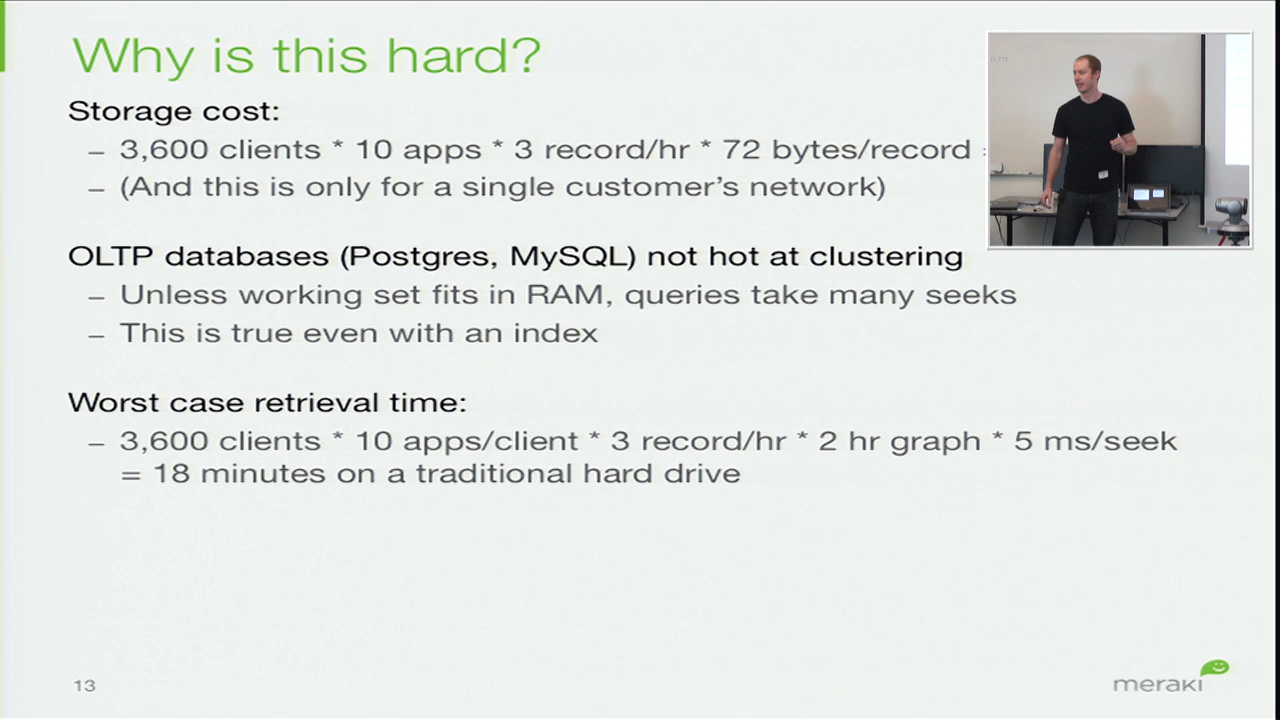 Why is this hard?
Storage cost:
– 3,600 clients * 10 apps * 3 record/hr * 72 bytes/record
– (And this is only for a single customer's network)
OLTP databases (Postgres, MySQL) not hot at clustering
– Unless working set fits in RAM, queries take many seeks
– This is true even with an index
Worst case retrieval time:
– 3,600 clients * 10 apps/client * 3 record/hr * 2 hr graph * 5 ms/seek
= 18 minutes on a traditional hard drive
13
meraki